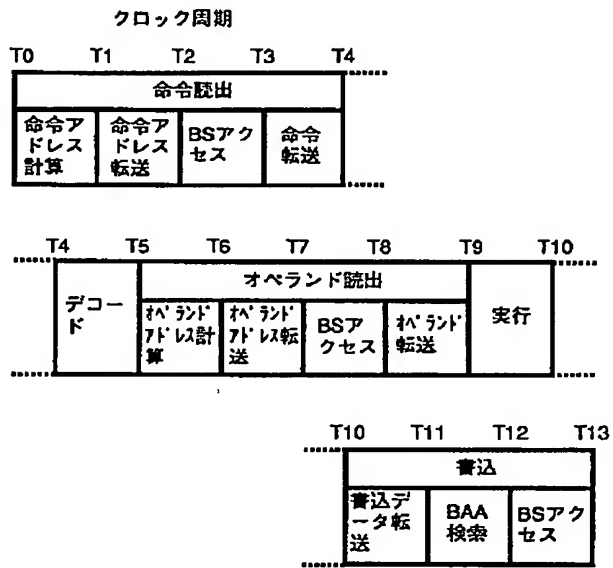 クロック周期
T0 T1 T2 T3 T4
命令読出
命令ア
ドレス
計算
命令ア
ドレス
転送
BSアク
セス
命令
転送
T4 T5 T6 T7 T8 T9 T10
デコー
ド
オペランド読出
オペランド
アドレス計
算
オペランド
アドレス転
送
BSア
クセス
オペランド
転送
実行
T10 T11 T12 T13
書込
書込デ
ータ転
送
BAA
検索
BSアク
セス